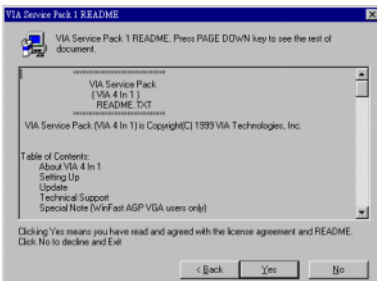 VIA Service Pack 1 README
VIA Service Pack 1 README. Press PAGE DOWN key to see the rest of
document.
====================
VIA Service Pack
( VIA 4 In 1 )
README.TXT
====================
VIA Service Pack (VIA 4 In 1) is Copyright(C) 1999 VIA Technologies, Inc.
Table of Contents:
About VIA 4 In 1
Setting Up
Update
Technical Support
Special Note (WinFast AGP VGA users only)
Clicking Yes means you have read and agreed with the license agreement and README.
Click No to decline and Exit
< Back
Yes
No